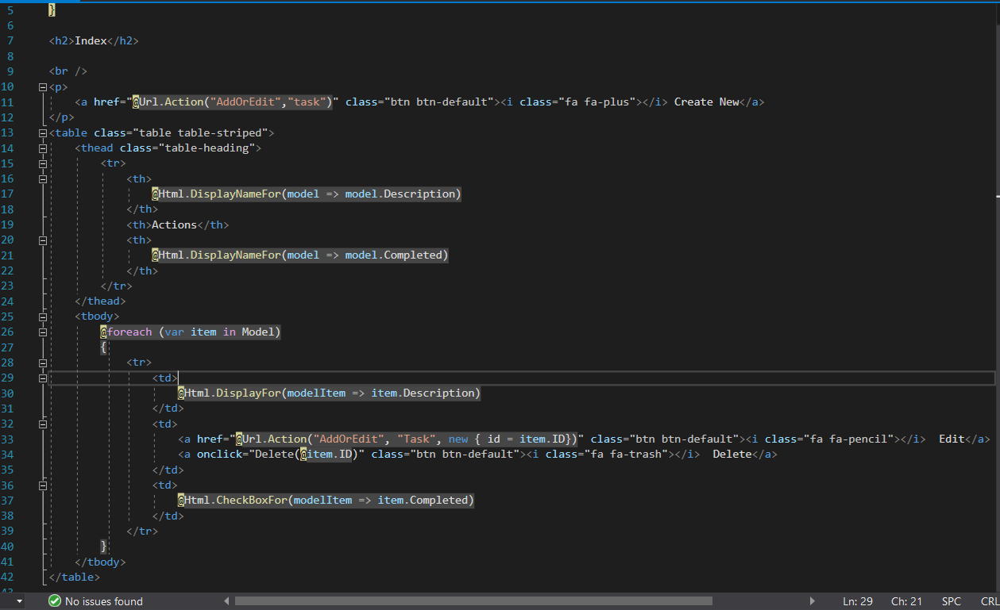 5 }
6
7 <h2>Index</h2>
8
9 <br />
10 <p>
11 <a href="@Url.Action("AddOrEdit","task")" class="btn btn-default"><i class="fa fa-plus"></i> Create New</a>
12 </p>
13 <table class="table table-striped">
14 <thead class="table-heading">
15 <tr>
16 <th>
17 @Html.DisplayNameFor(model => model.Description)
18 </th>
19 <th>Actions</th>
20 <th>
21 @Html.DisplayNameFor(model => model.Completed)
22 </th>
23 </tr>
24 </thead>
25 <tbody>
26 @foreach (var item in Model)
27 {
28 <tr>
29 <td>
30 @Html.DisplayFor(modelItem => item.Description)
31 </td>
32 <td>
33 <a href="@Url.Action("AddOrEdit", "Task", new { id = item.ID})" class="btn btn-default"><i class="fa fa-pencil"></i>  Edit</a>
34 <a onclick="Delete(@item.ID)" class="btn btn-default"><i class="fa fa-trash"></i>  Delete</a>
35 </td>
36 <td>
37 @Html.CheckBoxFor(modelItem => item.Completed)
38 </td>
39 </tr>
40 }
41 </tbody>
42 </table>
43
No issues found Ln: 29 Ch: 21 SPC CRL